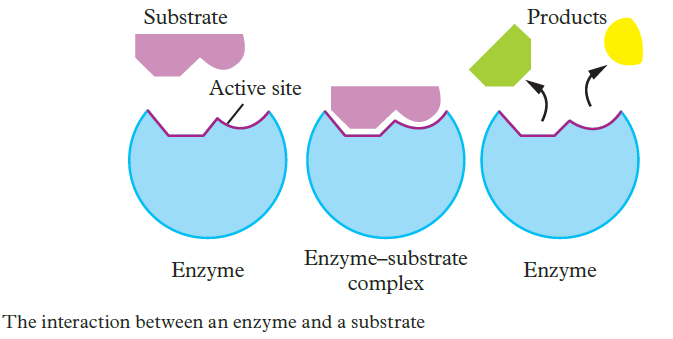 Substrate
Products
Active site
Enzyme
Enzyme–substrate
complex
Enzyme
The interaction between an enzyme and a substrate